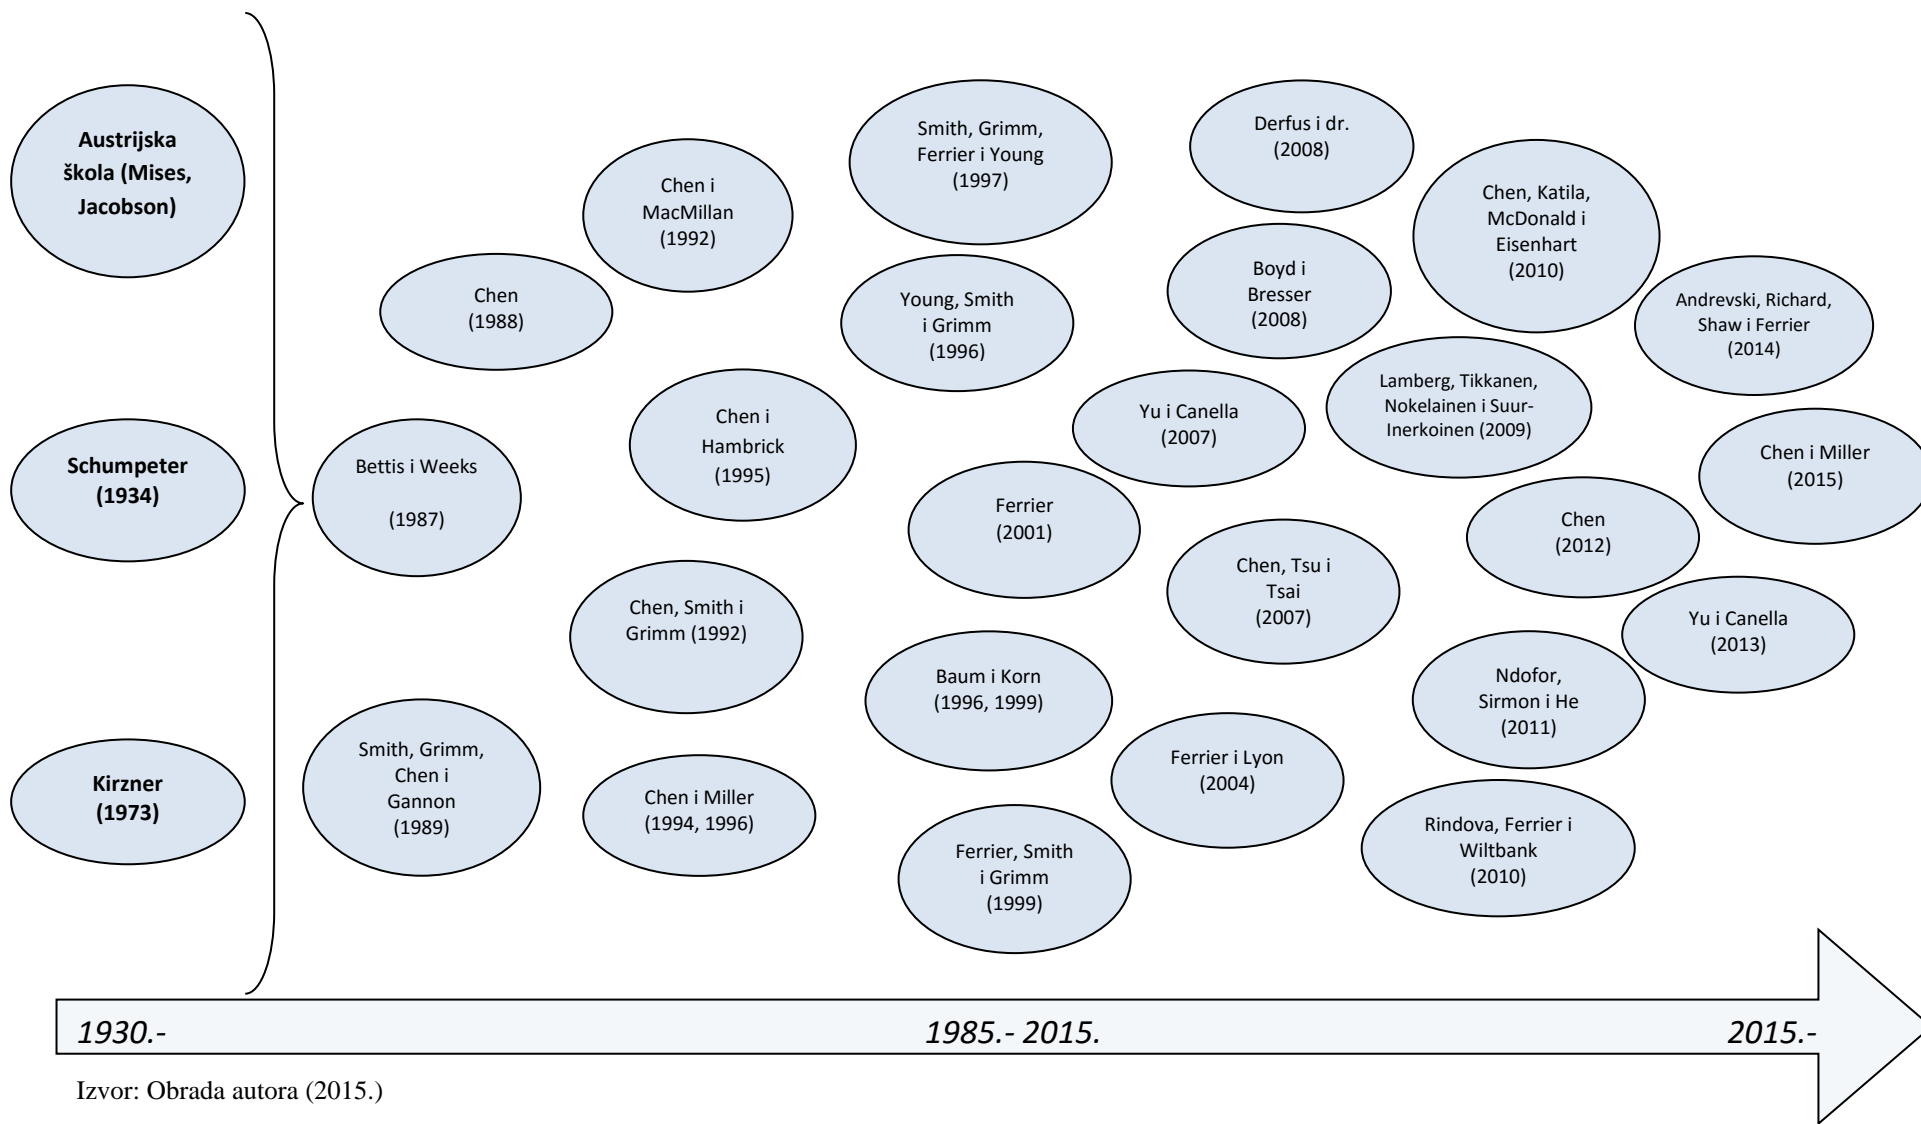 Austrijska
škola (Mises,
Jacobson)
Schumpeter
(1934)
Kirzner
(1973)
Bettis i Weeks
(1987)
Chen
(1988)
Smith, Grimm,
Chen i
Gannon
(1989)
Chen i
MacMillan
(1992)
Chen i
Hambrick
(1995)
Chen, Smith i
Grimm (1992)
Chen i Miller
(1994, 1996)
Smith, Grimm,
Ferrier i Young
(1997)
Young, Smith
i Grimm
(1996)
Ferrier
(2001)
Baum i Korn
(1996, 1999)
Ferrier, Smith
i Grimm
(1999)
Derfus i dr.
(2008)
Boyd i
Bresser
(2008)
Yu i Canella
(2007)
Chen, Tsu i
Tsai
(2007)
Ferrier i Lyon
(2004)
Chen, Katila,
McDonald i
Eisenhart
(2010)
Lamberg, Tikkanen,
Nokelainen i Suur-
Inerkoinen (2009)
Chen
(2012)
Ndofor,
Sirmon i He
(2011)
Rindova, Ferrier i
Wiltbank
(2010)
Andrevski, Richard,
Shaw i Ferrier
(2014)
Chen i Miller
(2015)
Yu i Canella
(2013)
1930.-
1985.- 2015.
2015.-
Izvor: Obrada autora (2015.)